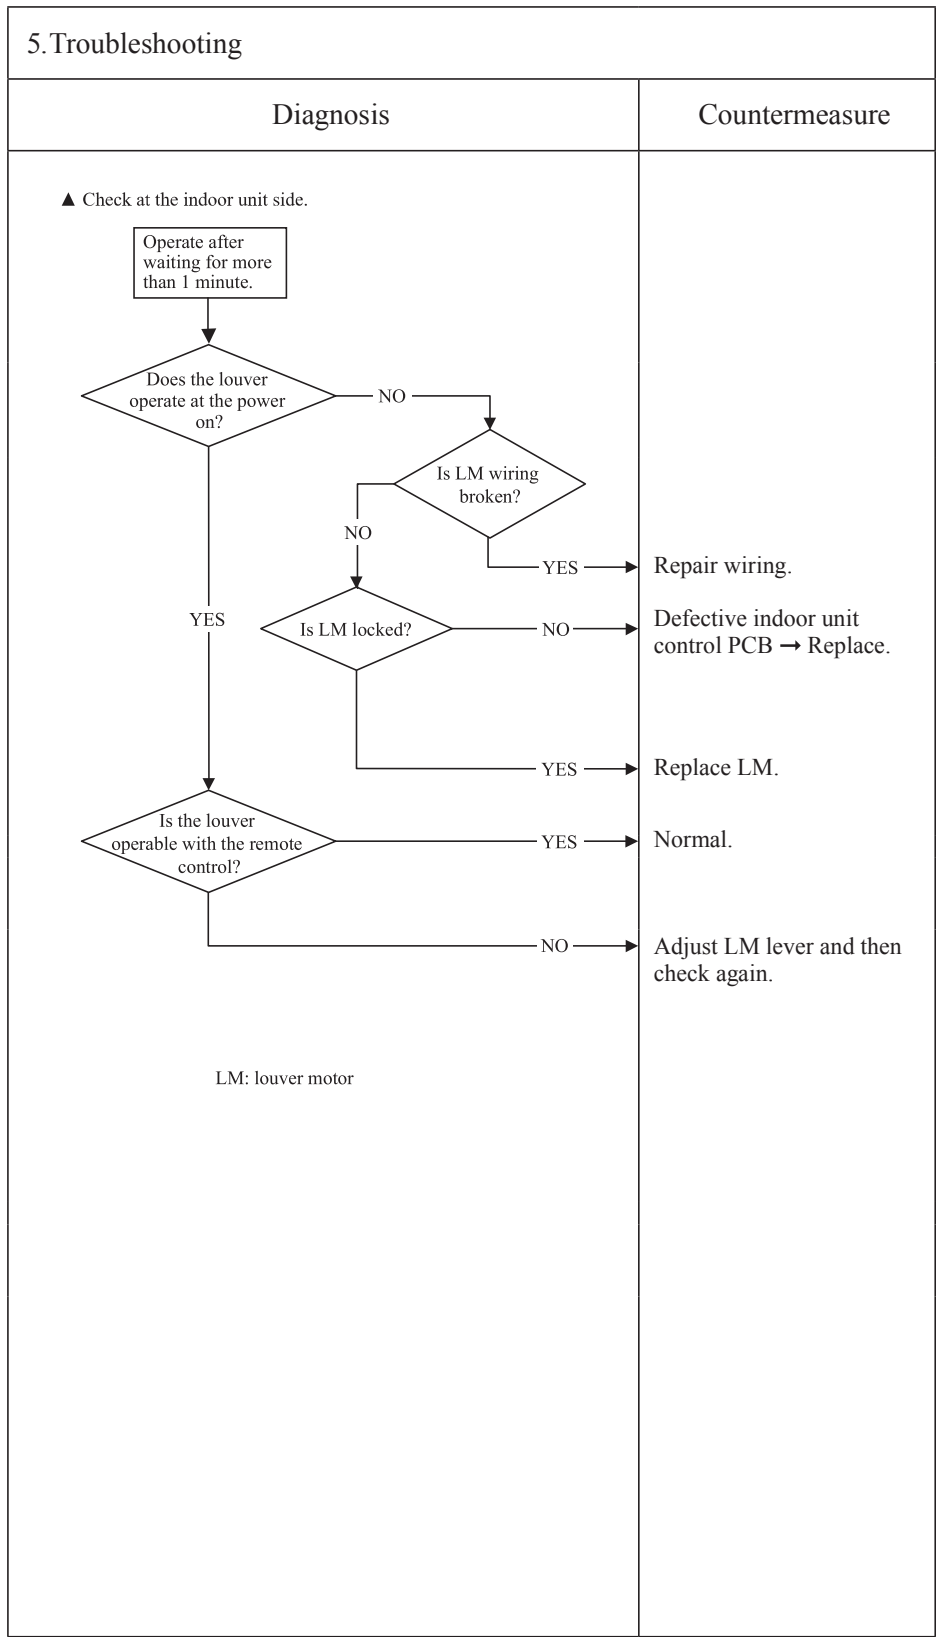 5.Troubleshooting
Diagnosis
Countermeasure
▲ Check at the indoor unit side.
Operate after
waiting for more
than 1 minute.
Does the louver
operate at the power
on?
NO
Is LM wiring
broken?
NO
YES
Repair wiring.
YES
Is LM locked?
NO
Defective indoor unit
control PCB → Replace.
YES
Replace LM.
Is the louver
operable with the remote
control?
YES
Normal.
NO
Adjust LM lever and then
check again.
LM: louver motor